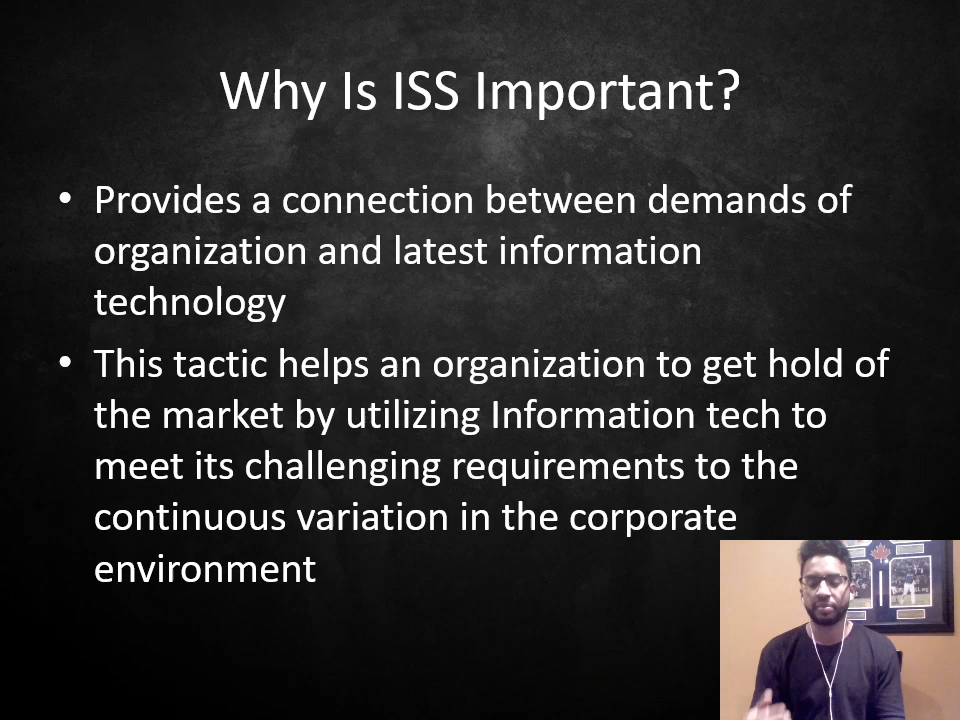 Why Is ISS Important?
• Provides a connection between demands of
organization and latest information
technology
• This tactic helps an organization to get hold of
the market by utilizing Information tech to
meet its challenging requirements to the
continuous variation in the corporate
environment